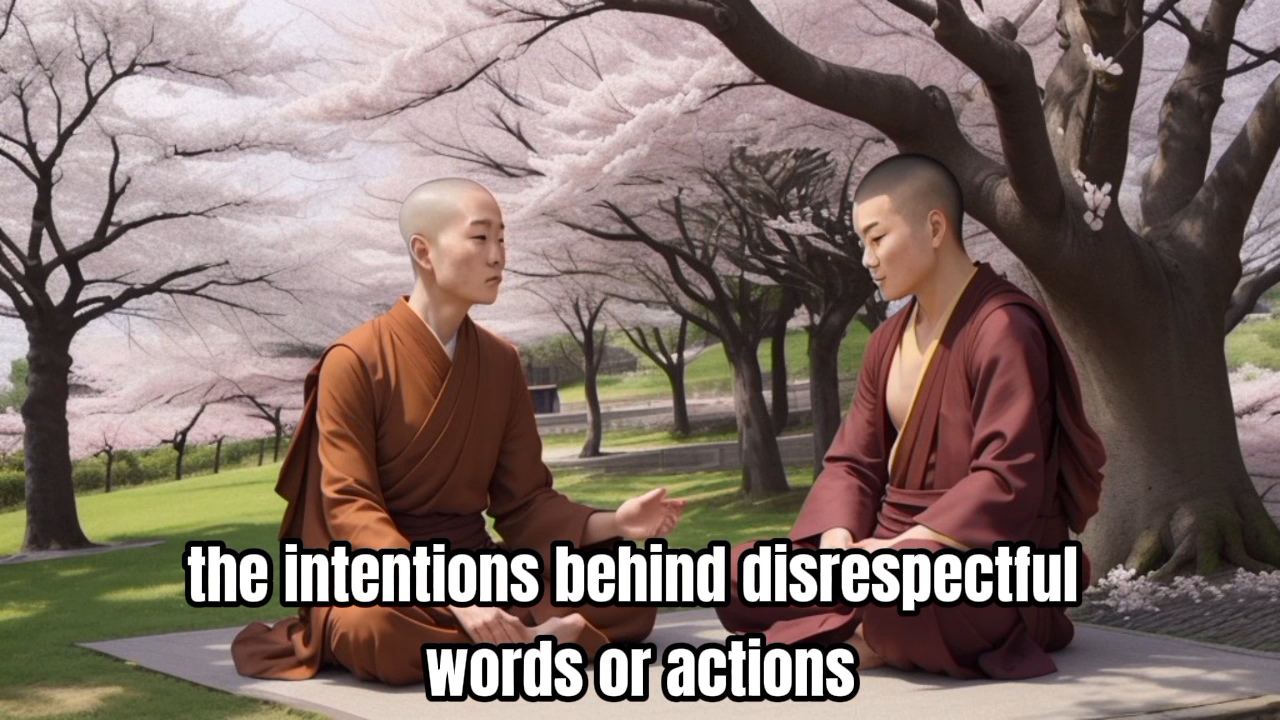 the intentions behind disrespectful
words or actions